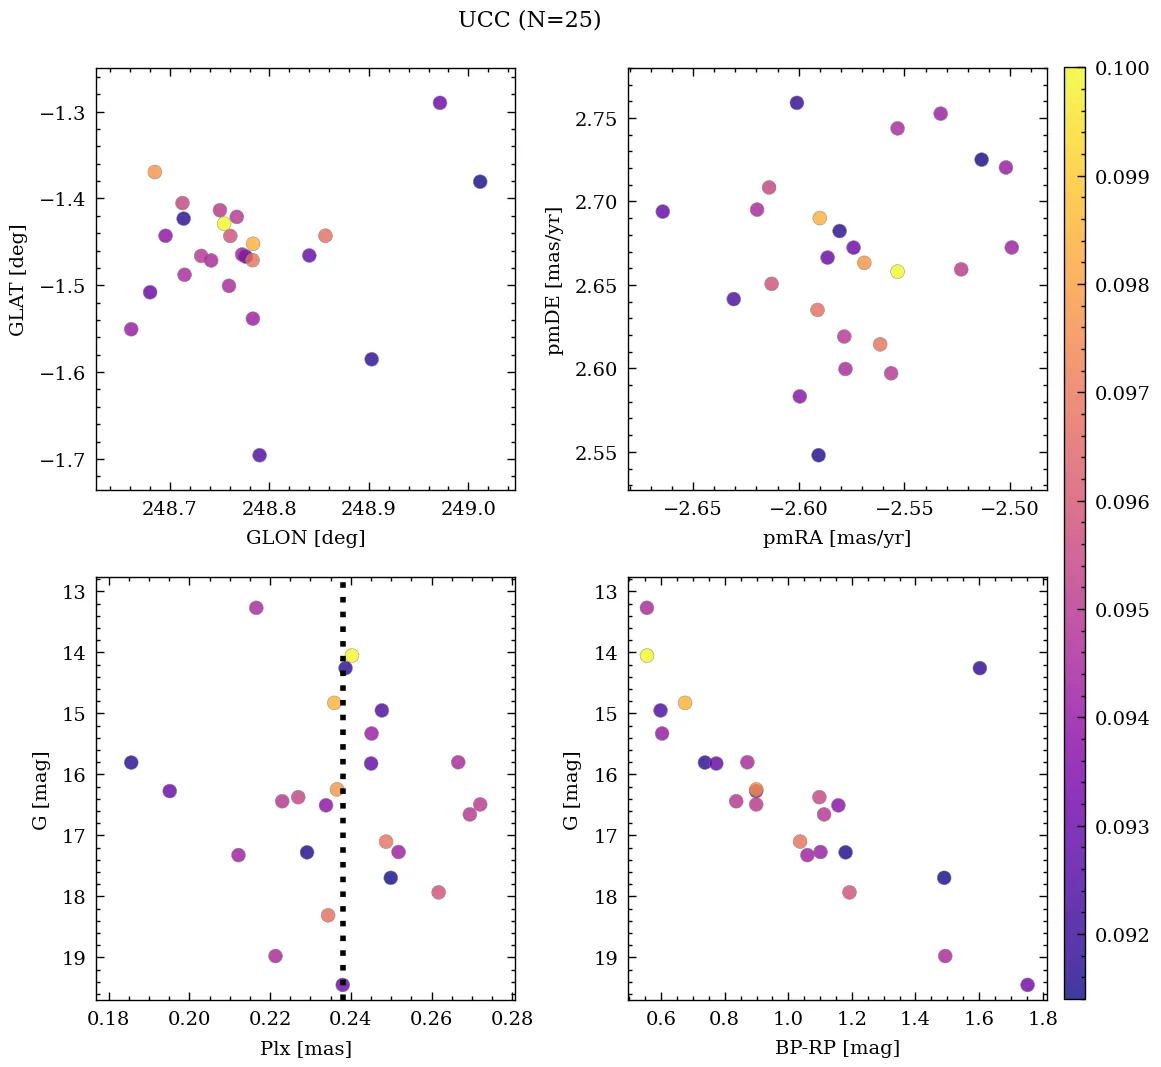 UCC (N=25)
−1.3
−1.4
−1.5
−1.6
−1.7
GLAT [deg]
248.7 248.8 248.9 249.0
GLON [deg]
2.75
2.70
2.65
2.60
2.55
pmDE [mas/yr]
−2.65 −2.60 −2.55 −2.50
pmRA [mas/yr]
0.100
0.099
0.098
0.097
0.096
0.095
0.094
0.093
0.092
13
14
15
16
17
18
19
G [mag]
0.18 0.20 0.22 0.24 0.26 0.28
Plx [mas]
13
14
15
16
17
18
19
G [mag]
0.6 0.8 1.0 1.2 1.4 1.6 1.8
BP-RP [mag]